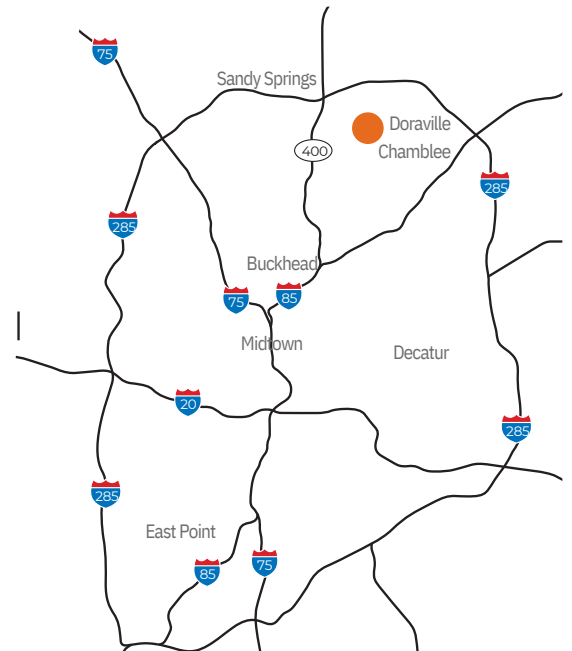 75
Sandy Springs
Doraville
400
Chamblee
285
285
Buckhead
75
85
Midtown
Decatur
20
285
285
East Point
75
85